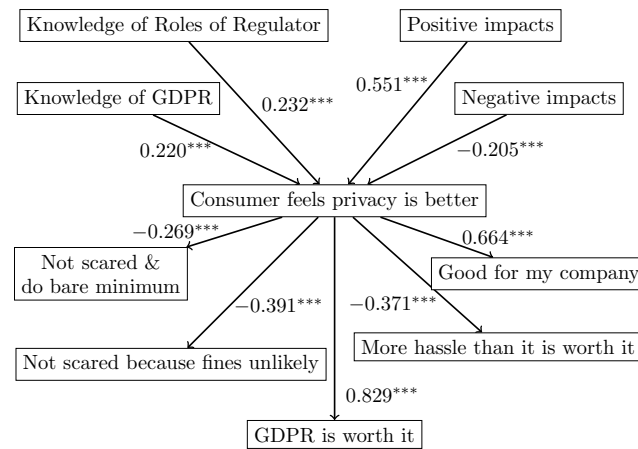 Knowledge of Roles of Regulator
Positive impacts
Knowledge of GDPR
0.232***
0.551***
Negative impacts
0.220***
−0.205***
Consumer feels privacy is better
−0.269***
0.664***
Not scared &
do bare minimum
Good for my company
−0.391***
−0.371***
Not scared because fines unlikely
More hassle than it is worth it
0.829***
GDPR is worth it